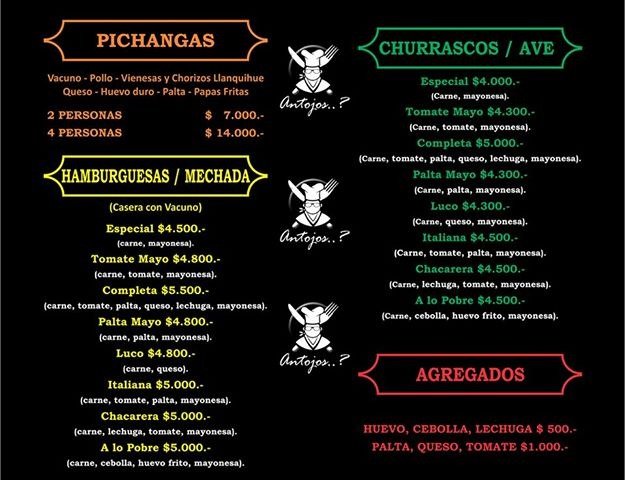 PICHANGAS
Vacuno - Pollo - Vienesas y Chorizos Llanquihue
Queso - Huevo duro - Palta - Papas Fritas
2 PERSONAS $ 7.000.-
4 PERSONAS $ 14.000.-
HAMBURGUESAS / MECHADA
(Casera con Vacuno)
Especial $4.500.-
(carne, mayonesa).
Tomate Mayo $4.800.-
(carne, tomate, mayonesa).
Completa $5.500.-
(carne, tomate, palta, queso, lechuga, mayonesa).
Palta Mayo $4.800.-
(carne, palta, mayonesa).
Luco $4.800.-
(carne, queso).
Italiana $5.000.-
(carne, tomate, palta, mayonesa).
Chacarera $5.000.-
(carne, lechuga, tomate, mayonesa).
A lo Pobre $5.000.-
(carne, cebolla, huevo frito, mayonesa).
Antojos..?
Antojos..?
Antojos..?
CHURRASCOS / AVE
Especial $4.000.-
(Carne, mayonesa).
Tomate Mayo $4.300.-
(Carne, tomate, mayonesa).
Completa $5.000.-
(Carne, tomate, palta, queso, lechuga, mayonesa).
Palta Mayo $4.300.-
(Carne, palta, mayonesa).
Luco $4.300.-
(Carne, queso, mayonesa).
Italiana $4.500.-
(Carne, tomate, palta, mayonesa).
Chacarera $4.500.-
(Carne, lechuga, tomate, mayonesa).
A lo Pobre $4.500.-
(Carne, cebolla, huevo frito, mayonesa).
AGREGADOS
HUEVO, CEBOLLA, LECHUGA $ 500.-
PALTA, QUESO, TOMATE $1.000.-